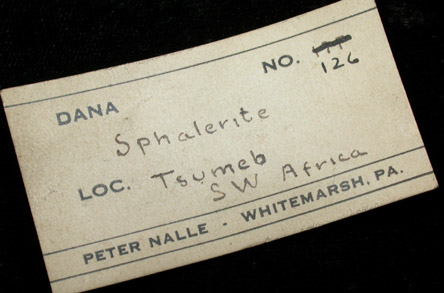 NO. 126
DANA
Sphalerite
LOC. Tsumeb
SW Africa
PETER NALLE - WHITEMARSH, PA.